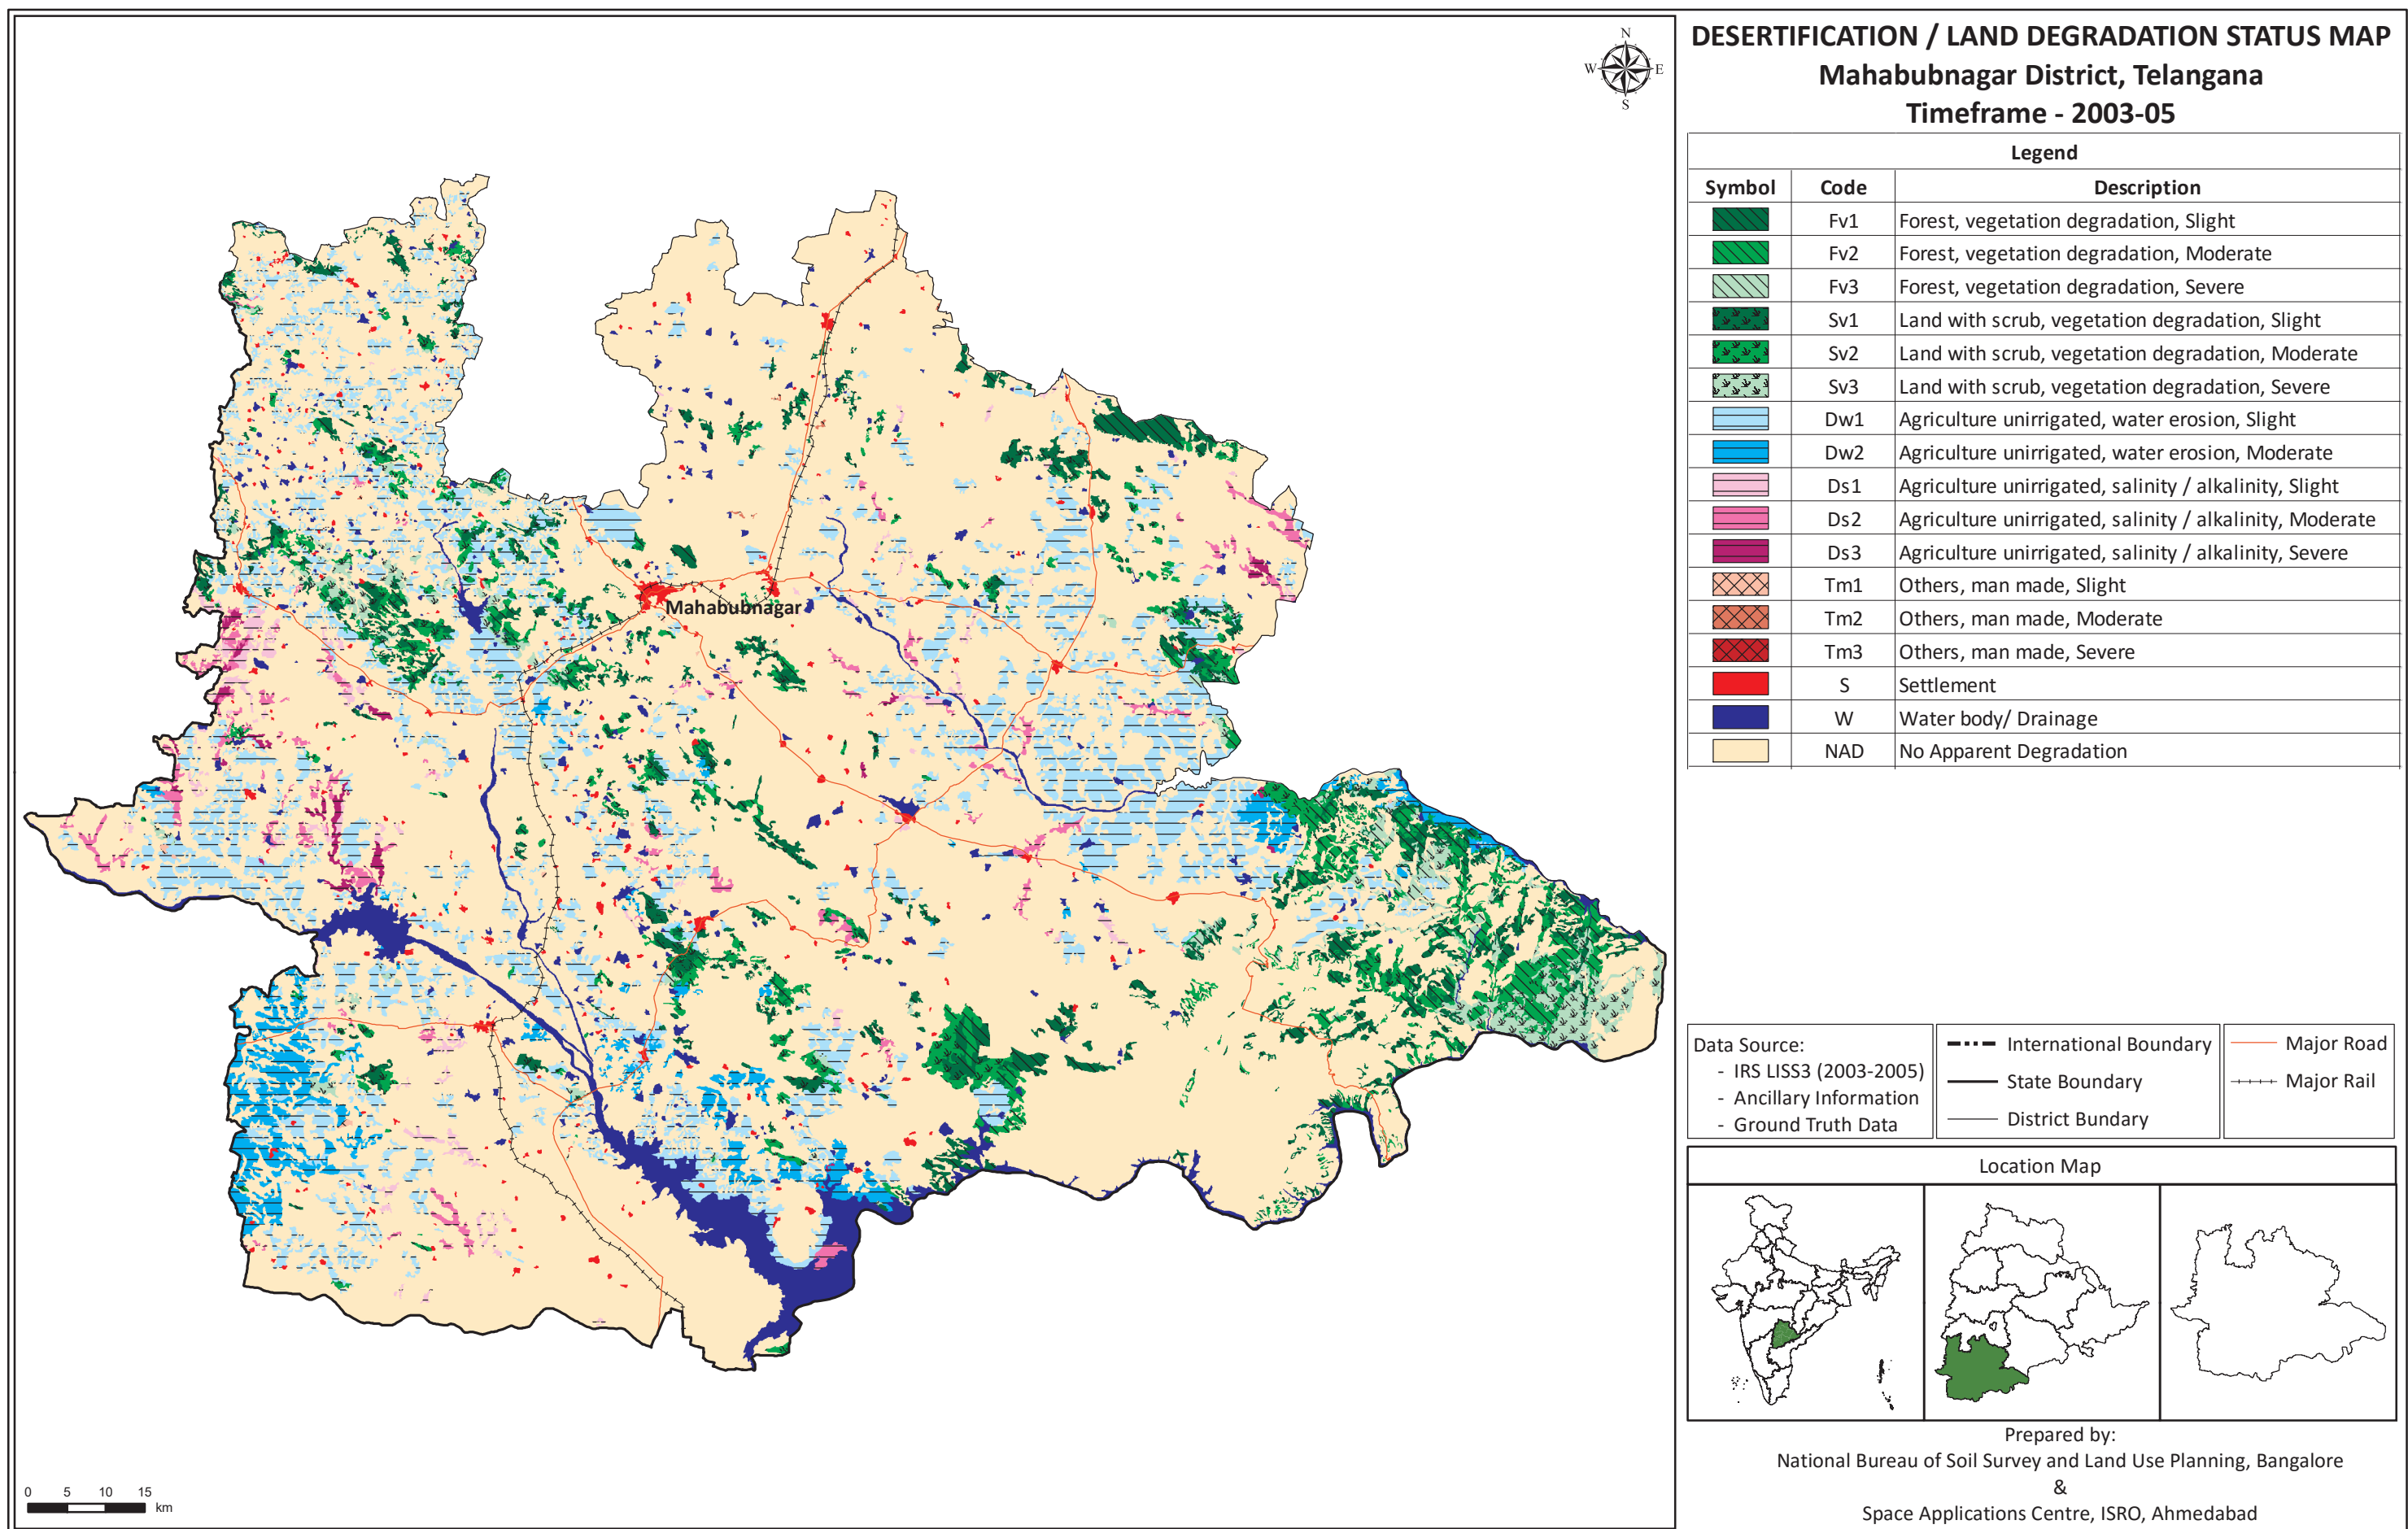 DESERTIFICATION / LAND DEGRADATION STATUS MAP
Mahabubnagar District, Telangana
Timeframe - 2003-05
Legend
Symbol Code Description
Fv1 Forest, vegetation degradation, Slight
Fv2 Forest, vegetation degradation, Moderate
Fv3 Forest, vegetation degradation, Severe
Sv1 Land with scrub, vegetation degradation, Slight
Sv2 Land with scrub, vegetation degradation, Moderate
Sv3 Land with scrub, vegetation degradation, Severe
Dw1 Agriculture unirrigated, water erosion, Slight
Dw2 Agriculture unirrigated, water erosion, Moderate
Ds1 Agriculture unirrigated, salinity / alkalinity, Slight
Ds2 Agriculture unirrigated, salinity / alkalinity, Moderate
Ds3 Agriculture unirrigated, salinity / alkalinity, Severe
Tm1 Others, man made, Slight
Tm2 Others, man made, Moderate
Tm3 Others, man made, Severe
S Settlement
W Water body/ Drainage
NAD No Apparent Degradation
N
W E
S
Mahabubnagar
0 5 10 15
km
Data Source:
- IRS LISS3 (2003-2005)
- Ancillary Information
- Ground Truth Data
International Boundary
State Boundary
District Bundary
Major Road
Major Rail
Location Map
Prepared by:
National Bureau of Soil Survey and Land Use Planning, Bangalore
&
Space Applications Centre, ISRO, Ahmedabad